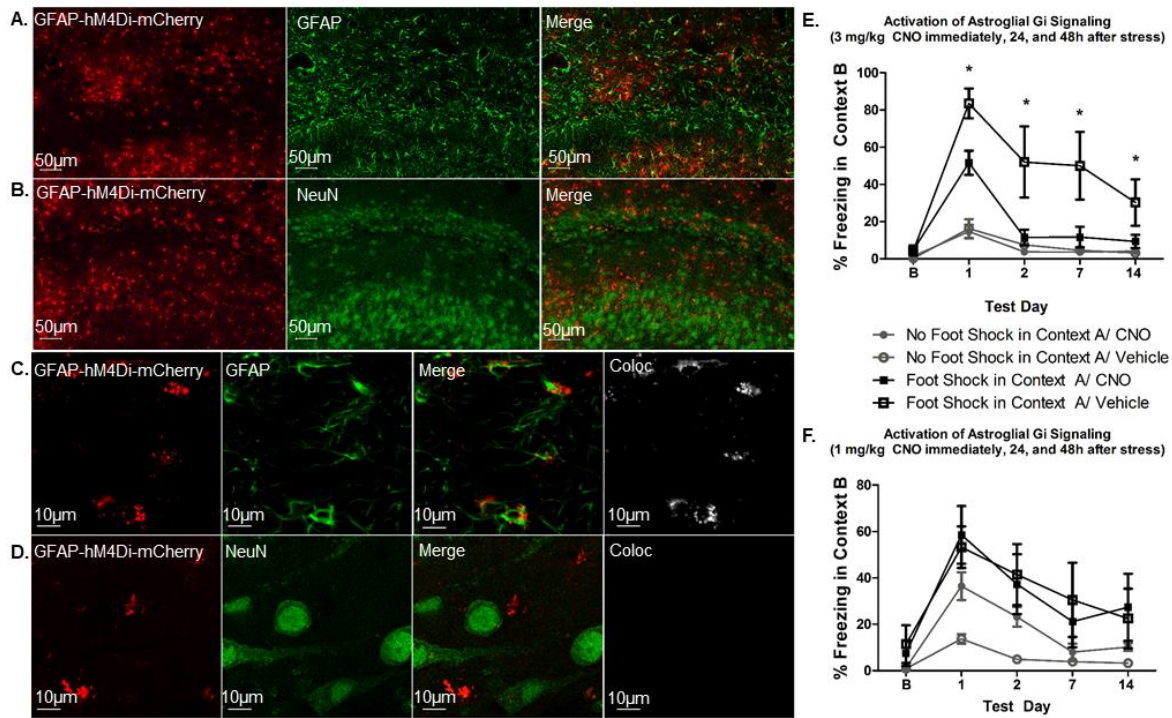 A.
GFAP-hM4Di-mCherry
GFAP
Merge
50µm
50µm
50µm
B.
GFAP-hM4Di-mCherry
NeuN
Merge
50µm
50µm
50µm
C.
GFAP-hM4Di-mCherry
GFAP
Merge
Coloc
10µm
10µm
10µm
10µm
D.
GFAP-hM4Di-mCherry
NeuN
Merge
Coloc
10µm
10µm
10µm
10µm
E.
Activation of Astroglial Gi Signaling
(3 mg/kg CNO immediately, 24, and 48h after stress)
% Freezing in Context B
100
80
60
40
20
0
* * * *
B 1 2 7 14
Test Day
No Foot Shock in Context A/ CNO
No Foot Shock in Context A/ Vehicle
Foot Shock in Context A/ CNO
Foot Shock in Context A/ Vehicle
F.
Activation of Astroglial Gi Signaling
(1 mg/kg CNO immediately, 24, and 48h after stress)
% Freezing in Context B
80
60
40
20
0
B 1 2 7 14
Test Day